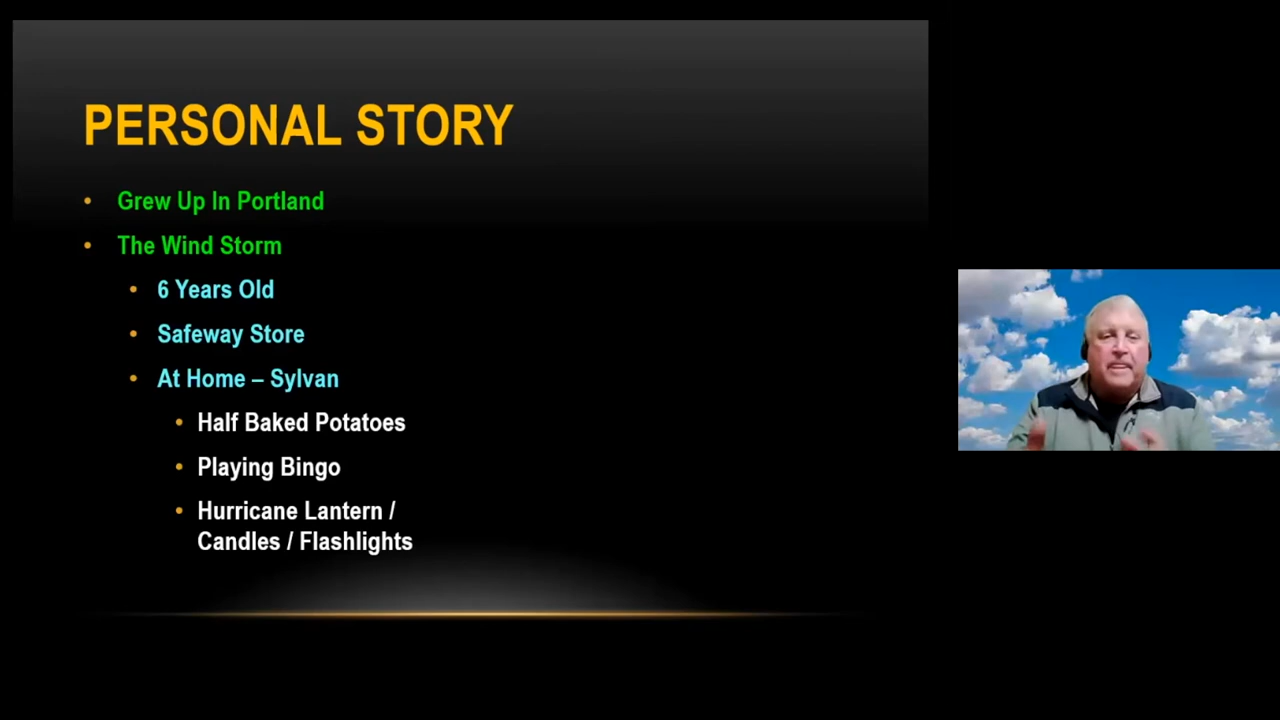 PERSONAL STORY
• Grew Up In Portland
• The Wind Storm
• 6 Years Old
• Safeway Store
• At Home – Sylvan
• Half Baked Potatoes
• Playing Bingo
• Hurricane Lantern /
Candles / Flashlights